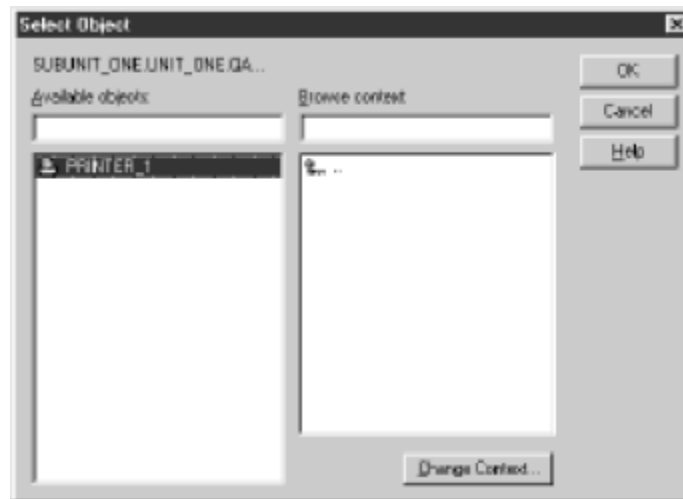 Select Object
SUBUNIT_ONE.UNIT_ONE.QA...
Available objects:
Browse context
PRINTER_1
..
OK
Cancel
Help
Change Context...